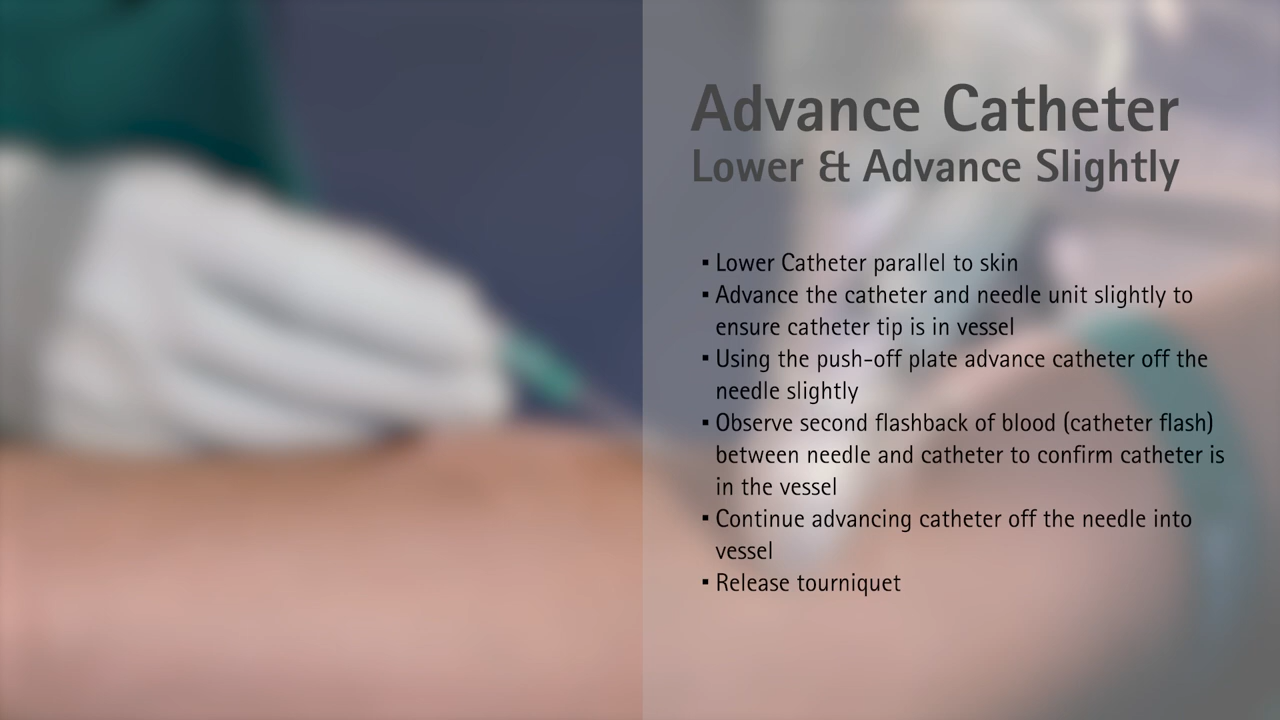 Advance Catheter
Lower & Advance Slightly
▪ Lower Catheter parallel to skin
▪ Advance the catheter and needle unit slightly to
ensure catheter tip is in vessel
▪ Using the push-off plate advance catheter off the
needle slightly
▪ Observe second flashback of blood (catheter flash)
between needle and catheter to confirm catheter is
in the vessel
▪ Continue advancing catheter off the needle into
vessel
▪ Release tourniquet